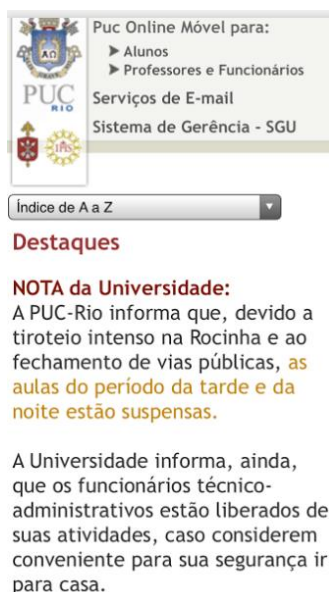 Puc Online Móvel para:
➤ Alunos
➤ Professores e Funcionários
PUC
RIO
Serviços de E-mail
Sistema de Gerência - SGU
IHS
Índice de A a Z
Destaques
NOTA da Universidade:
A PUC-Rio informa que, devido a
tiroteio intenso na Rocinha e ao
fechamento de vias públicas, as
aulas do período da tarde e da
noite estão suspensas.
A Universidade informa, ainda,
que os funcionários técnico-
administrativos estão liberados de
suas atividades, caso considerem
conveniente para sua segurança ir
para casa.